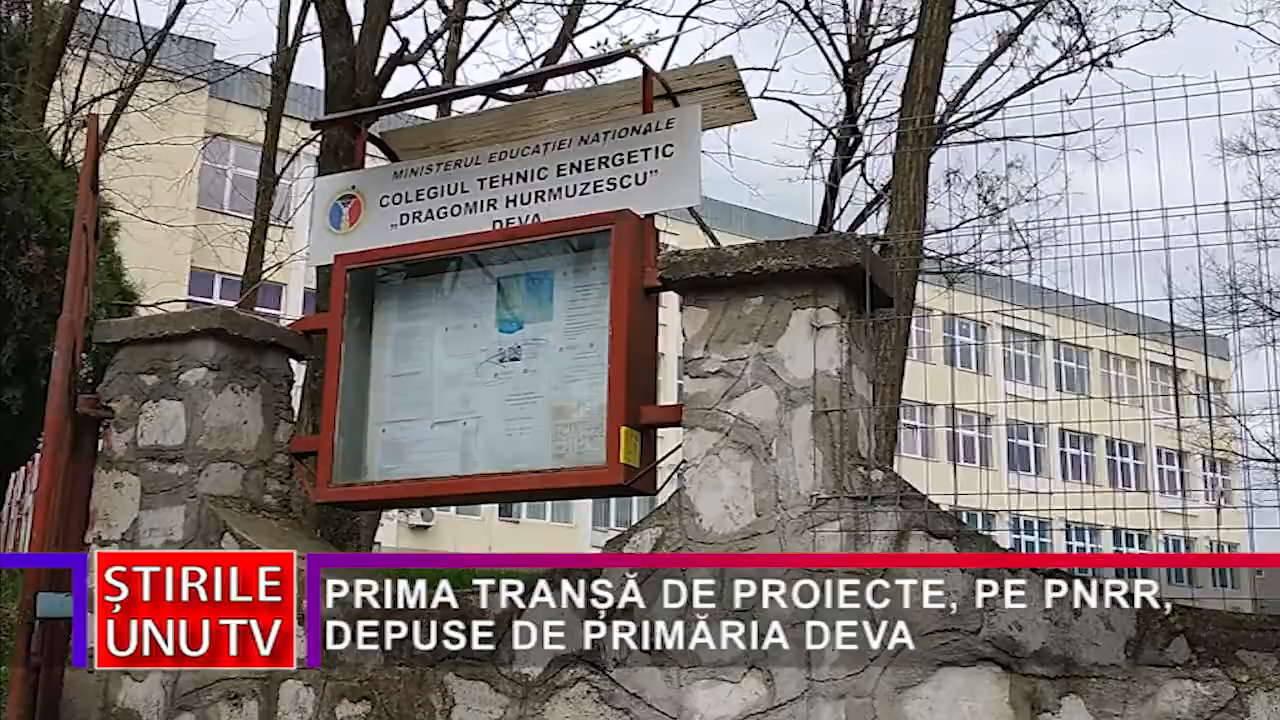 MINISTERUL EDUCAȚIEI NAȚIONALE
COLEGIUL TEHNIC ENERGETIC
„DRAGOMIR HURMUZESCU”
DEVA
ȘTIRILE
UNU TV
PRIMA TRANȘĂ DE PROIECTE, PE PNRR,
DEPUSE DE PRIMĂRIA DEVA